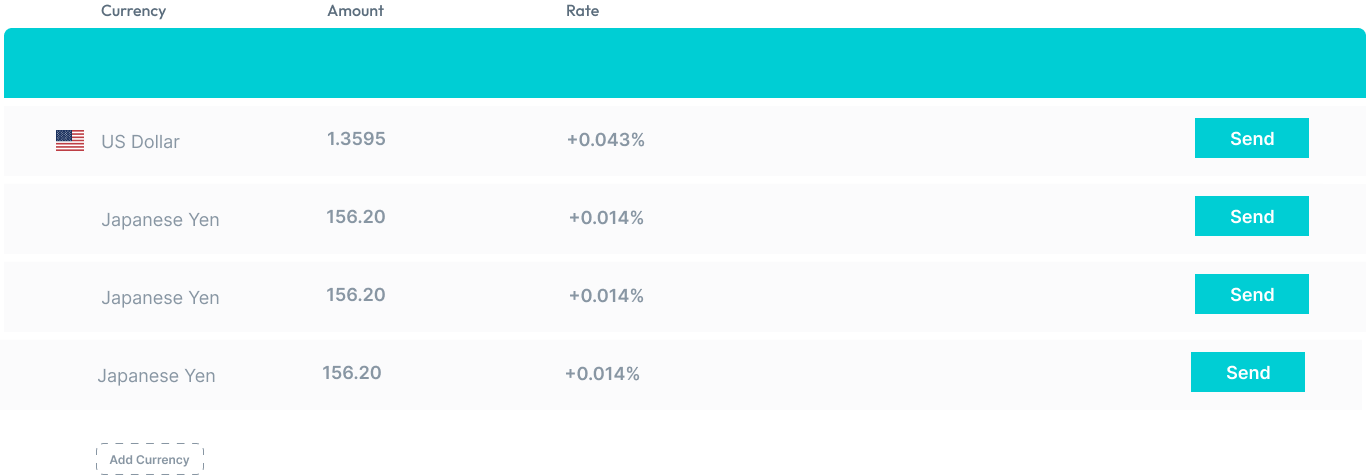 Currency Amount Rate
US Dollar 1.3595 +0.043% Send
Japanese Yen 156.20 +0.014% Send
Japanese Yen 156.20 +0.014% Send
Japanese Yen 156.20 +0.014% Send
Add Currency